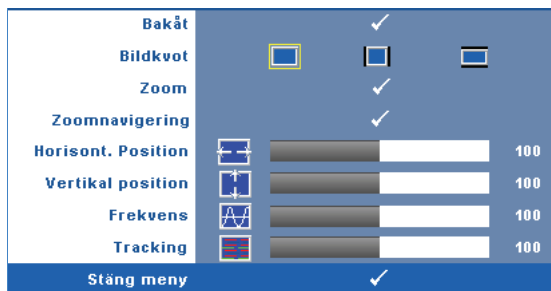 Bakåt
Bildkvot
Zoom
Zoomnavigering
Horisont. Position 100
Vertikal position 100
Frekvens 100
Tracking 100
Stäng meny